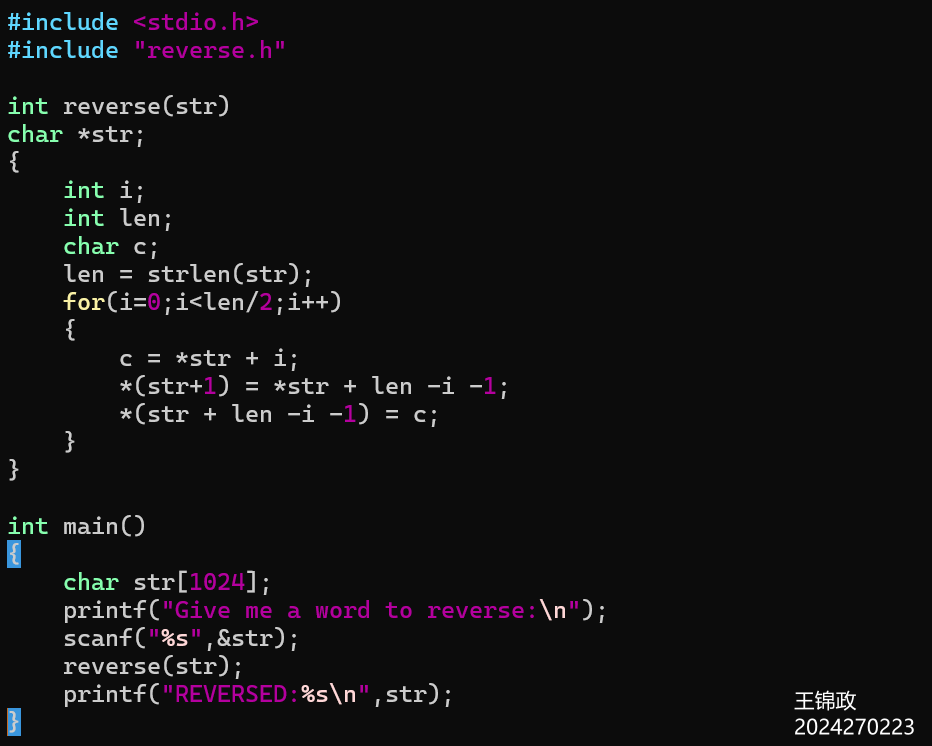 #include <stdio.h>
#include "reverse.h"

int reverse(str)
char *str;
{
    int i;
    int len;
    char c;
    len = strlen(str);
    for(i=0;i<len/2;i++)
    {
        c = *str + i;
        *(str+1) = *str + len -i -1;
        *(str + len -i -1) = c;
    }
}

int main()
{
    char str[1024];
    printf("Give me a word to reverse:\n");
    scanf("%s",&str);
    reverse(str);
    printf("REVERSED:%s\n",str);
}
王锦政
2024270223